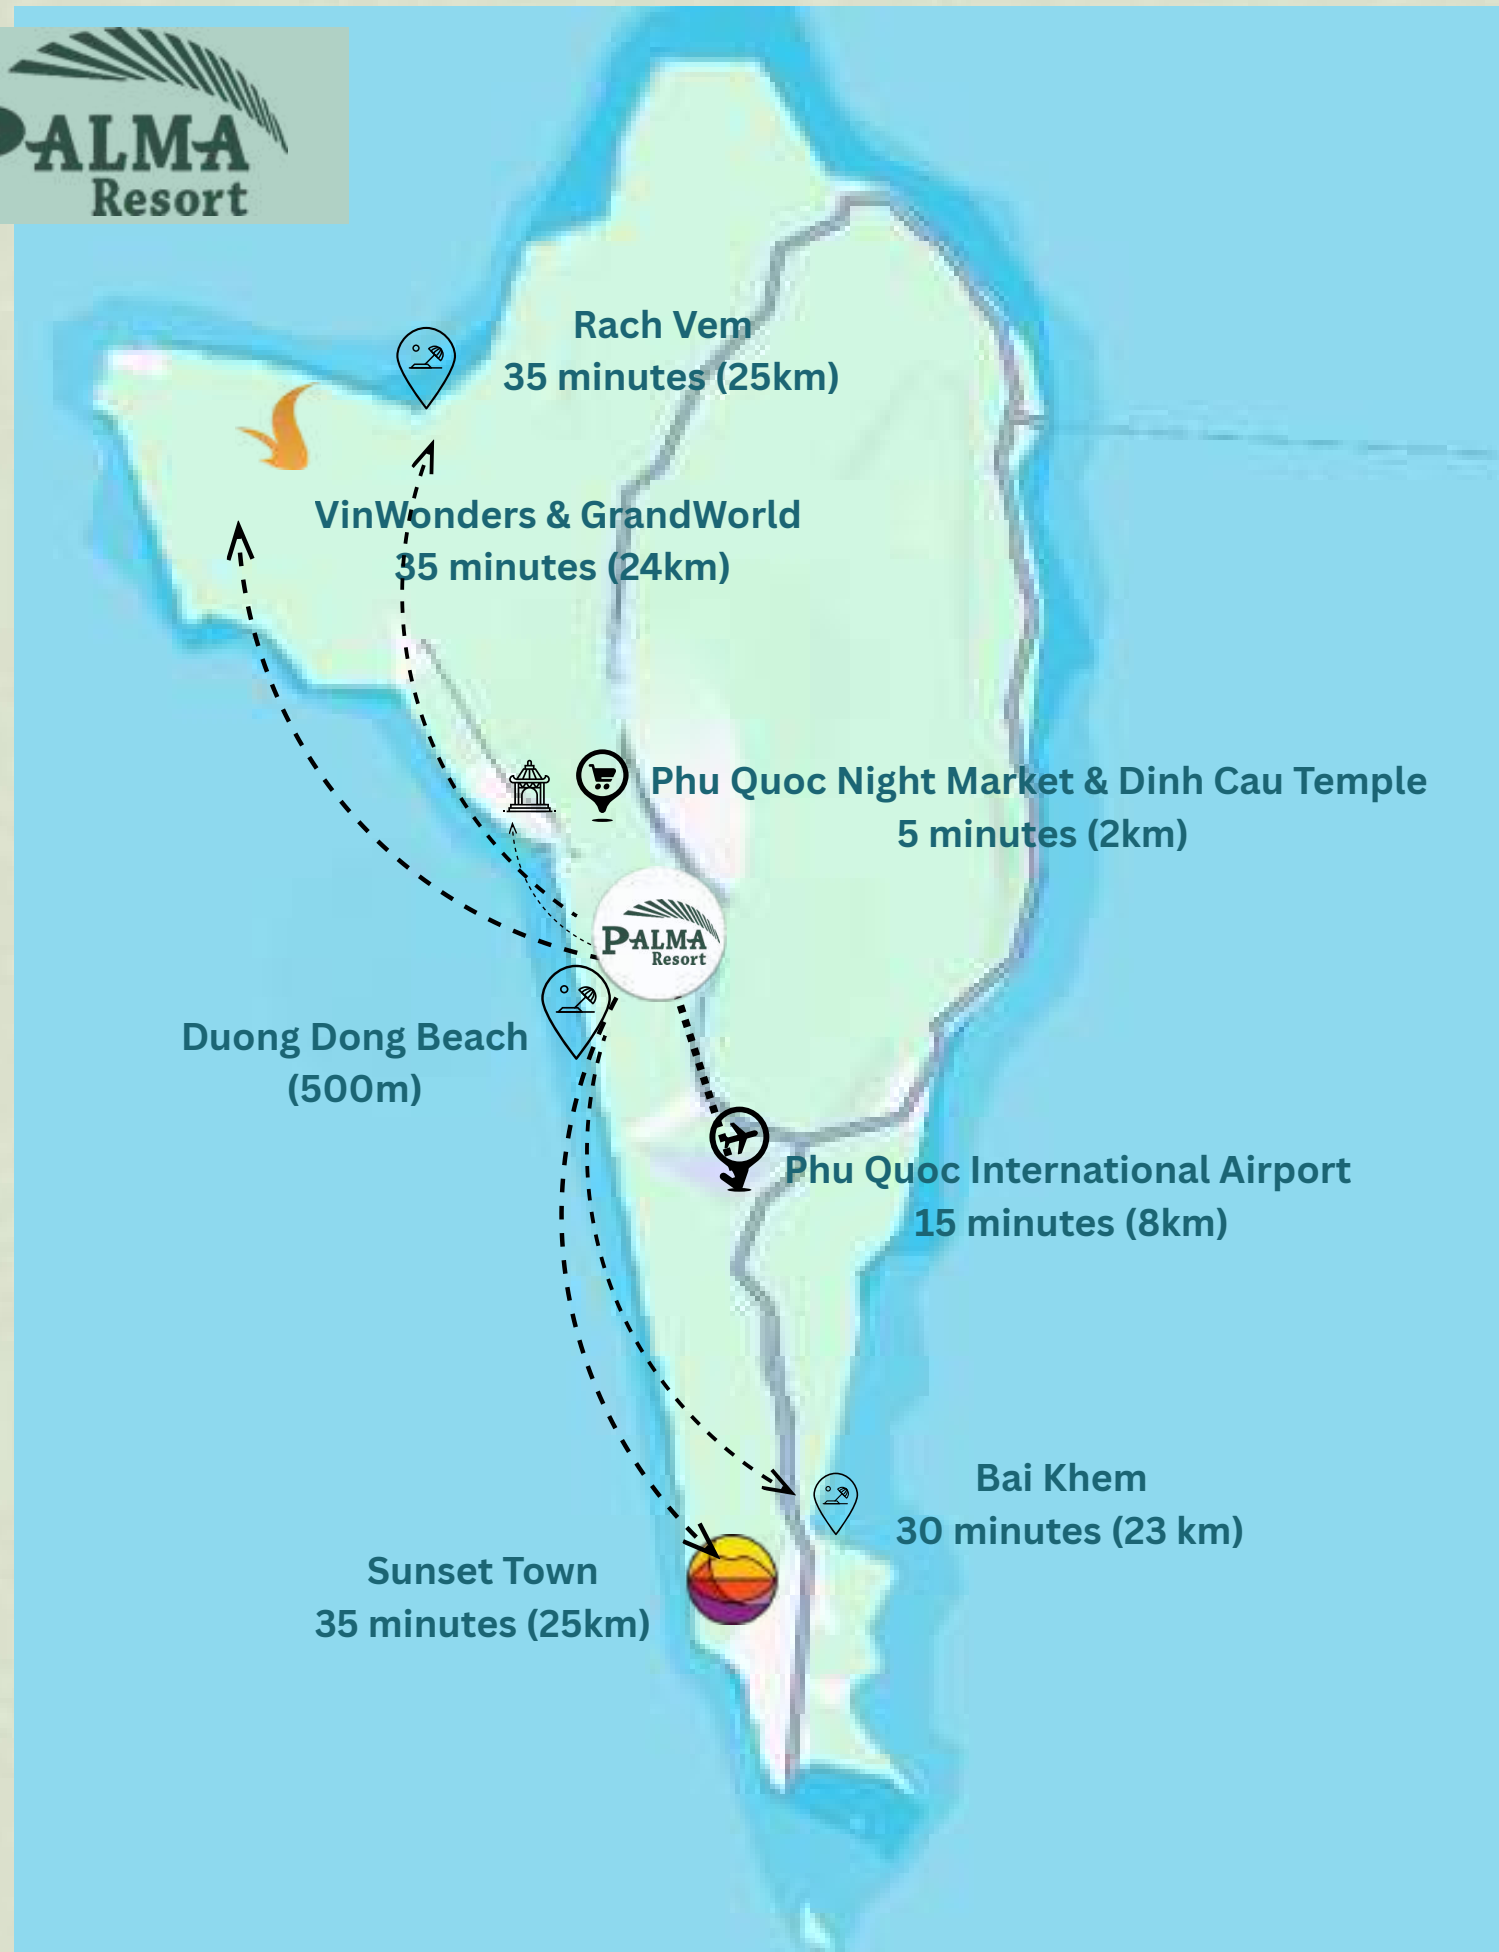 PALMA
Resort
Rach Vem
35 minutes (25km)
VinWonders & GrandWorld
35 minutes (24km)
Phu Quoc Night Market & Dinh Cau Temple
5 minutes (2km)
PALMA
Resort
Duong Dong Beach
(500m)
Phu Quoc International Airport
15 minutes (8km)
Bai Khem
30 minutes (23 km)
Sunset Town
35 minutes (25km)